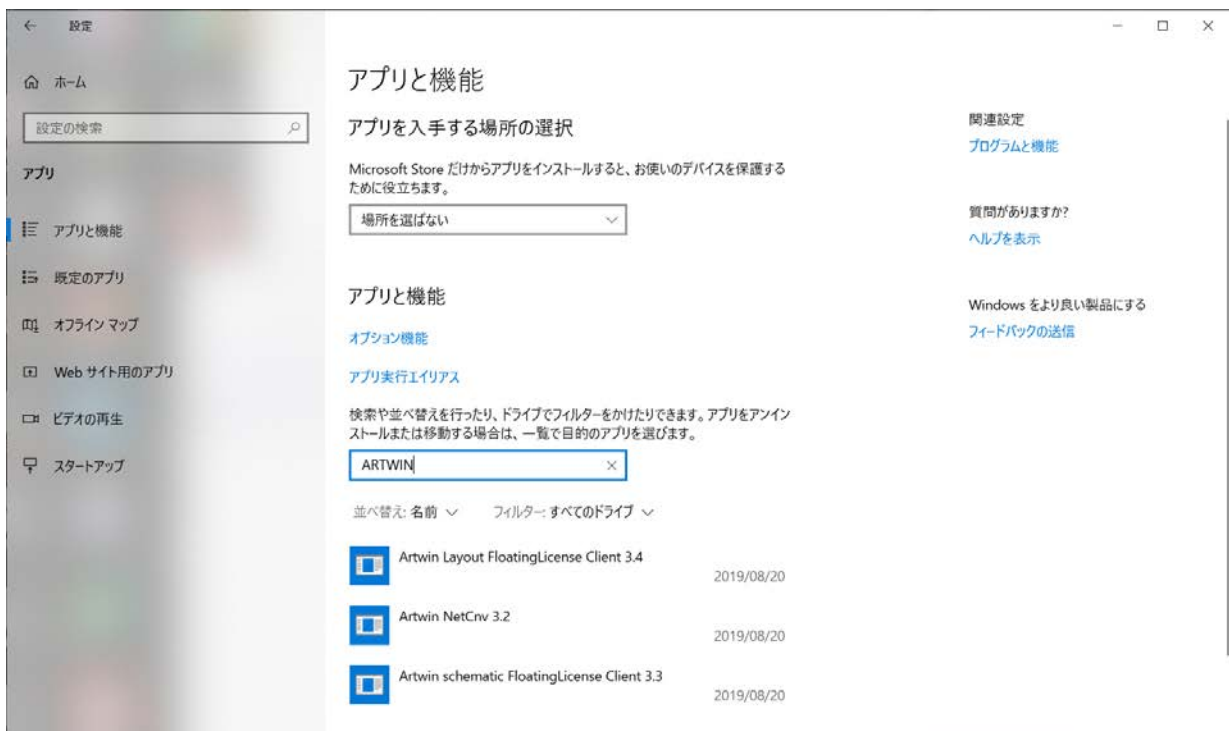 設定
ホーム
設定の検索
アプリ
アプリと機能
既定のアプリ
オフライン マップ
Web サイト用のアプリ
ビデオの再生
スタートアップ
アプリと機能
アプリを入手する場所の選択
Microsoft Store だけからアプリをインストールすると、お使いのデバイスを保護する
ために役立ちます。
場所を選ばない
アプリと機能
オプション機能
アプリ実行エイリアス
検索や並べ替えを行ったり、ドライブでフィルターをかけたりできます。アプリをアンイン
ストールまたは移動する場合は、一覧で目的のアプリを選びます。
ARTWIN
並べ替え: 名前 フィルター: すべてのドライブ
Artwin Layout FloatingLicense Client 3.4
2019/08/20
Artwin NetCnv 3.2
2019/08/20
Artwin schematic FloatingLicense Client 3.3
2019/08/20
関連設定
プログラムと機能
質問がありますか?
ヘルプを表示
Windows をより良い製品にする
フィードバックの送信